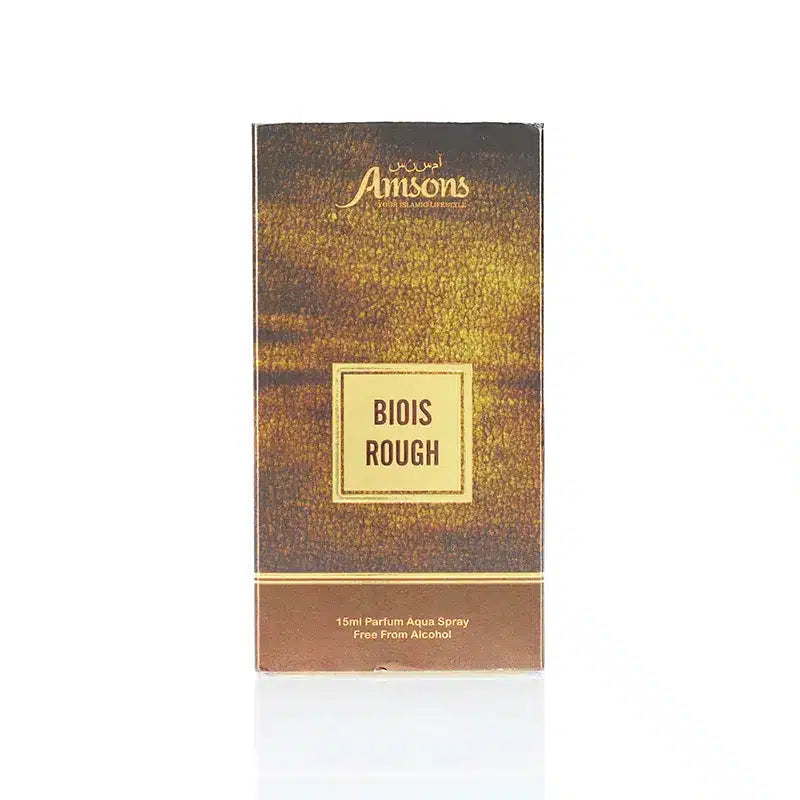 آمسنس
Amsons
YOUR ISLAMIC LIFESTYLE
BIOIS
ROUGH
15ml Parfum Aqua Spray
Free From Alcohol